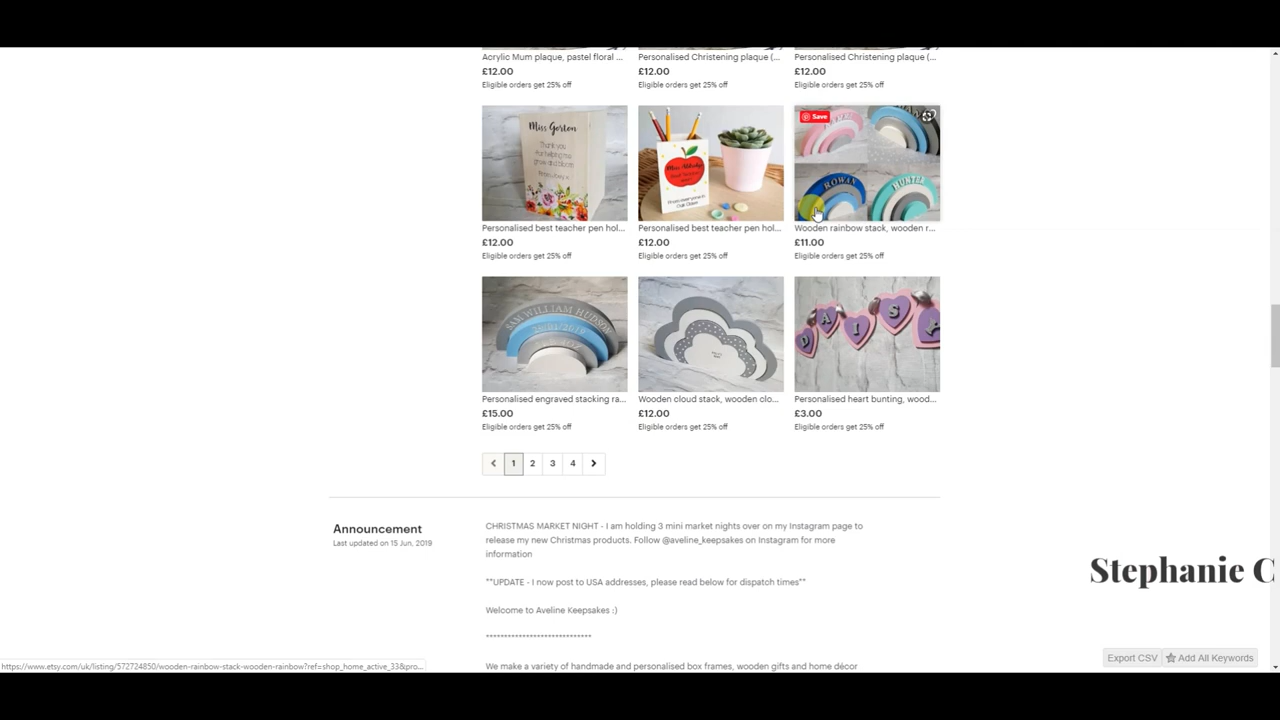 Acrylic Mum plaque, pastel floral ...
Personalised Christening plaque (...
Personalised Christening plaque (...
£12.00
£12.00
£12.00
Eligible orders get 25% off
Eligible orders get 25% off
Eligible orders get 25% off
Miss Gorton
Thank you
for helping me
grow and bloom
Save
ROWAN
HUNTER
Personalised best teacher pen hol...
Personalised best teacher pen hol...
Wooden rainbow stack, wooden r...
£12.00
£12.00
£11.00
Eligible orders get 25% off
Eligible orders get 25% off
Eligible orders get 25% off
SAM WILLIAM HUDSON
D A I S Y
Personalised engraved stacking ra...
Wooden cloud stack, wooden clo...
Personalised heart bunting, wood...
£15.00
£12.00
£3.00
Eligible orders get 25% off
Eligible orders get 25% off
Eligible orders get 25% off
1 2 3 4
Announcement
Last updated on 15 Jun, 2019
CHRISTMAS MARKET NIGHT - I am holding 3 mini market nights over on my Instagram page to
release my new Christmas products. Follow @aveline_keepsakes on Instagram for more
information
**UPDATE - I now post to USA addresses, please read below for dispatch times**
Welcome to Aveline Keepsakes :)
****************************
We make a variety of handmade and personalised box frames, wooden gifts and home décor
Stephanie C
https://www.etsy.com/uk/listing/572724850/wooden-rainbow-stack-wooden-rainbow?ref=shop_home_active_33&pro...
Export CSV
Add All Keywords